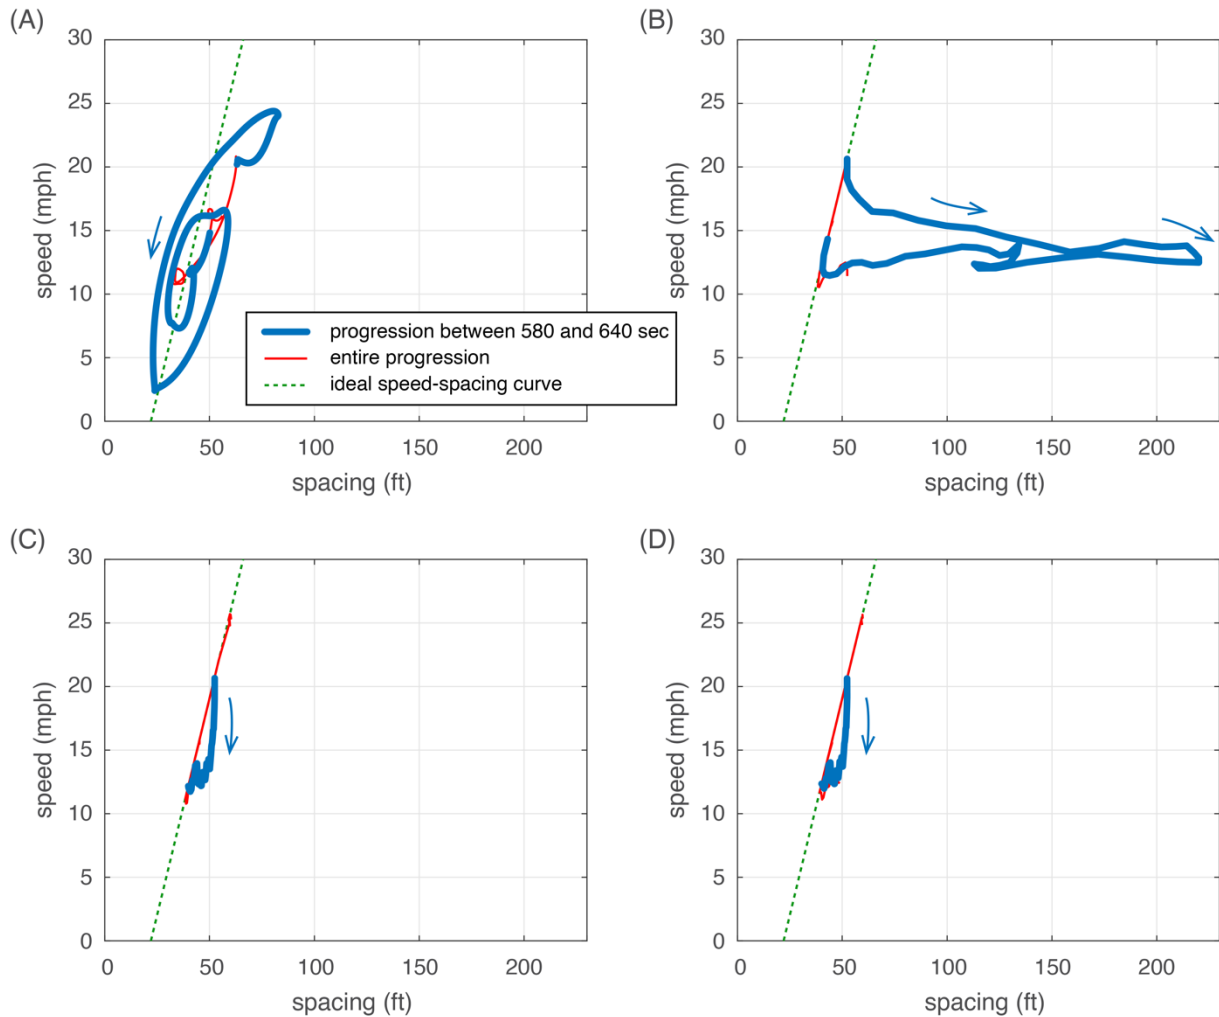 (A)
30
25
20
15
10
5
0
speed (mph)
0 50 100 150 200
spacing (ft)
progression between 580 and 640 sec
entire progression
ideal speed-spacing curve
(B)
30
25
20
15
10
5
0
speed (mph)
0 50 100 150 200
spacing (ft)
(C)
30
25
20
15
10
5
0
speed (mph)
0 50 100 150 200
spacing (ft)
(D)
30
25
20
15
10
5
0
speed (mph)
0 50 100 150 200
spacing (ft)